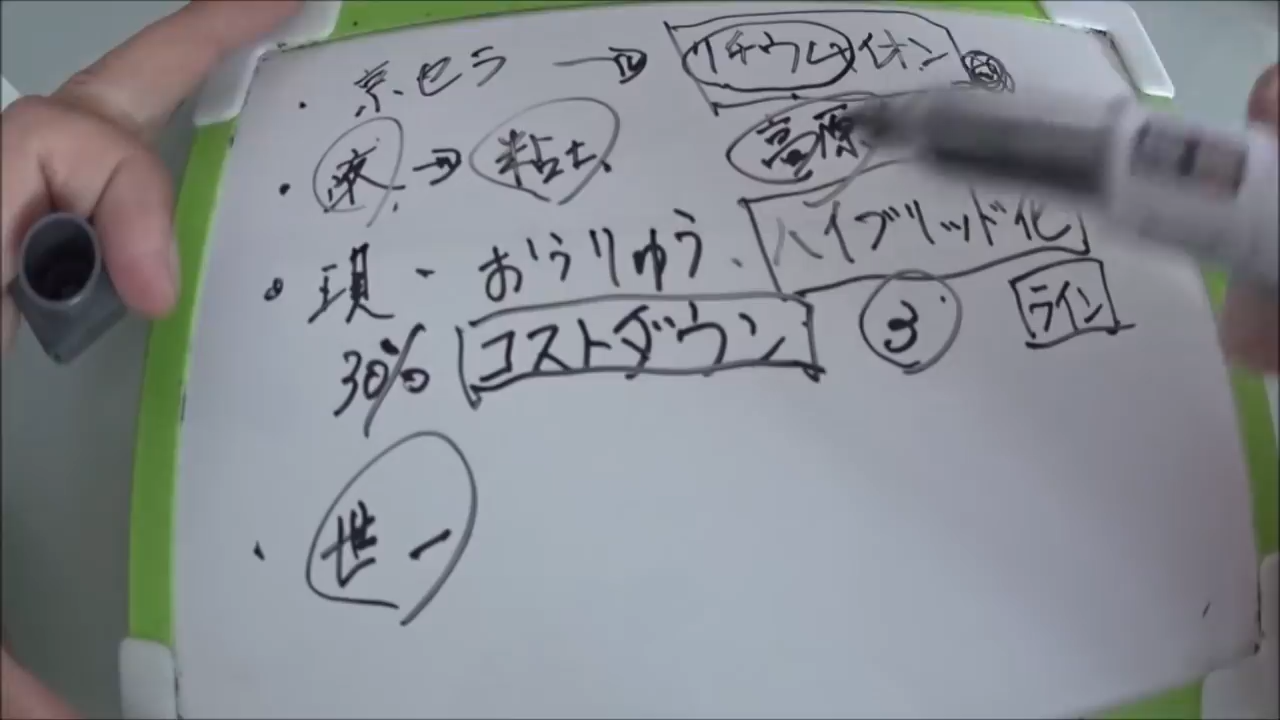 ・京セラ → リチウムイオン
・液 → 粘土 高原
・現、おうりゅう、ハイブリッド化
30% コストダウン 3 ライン
・世一